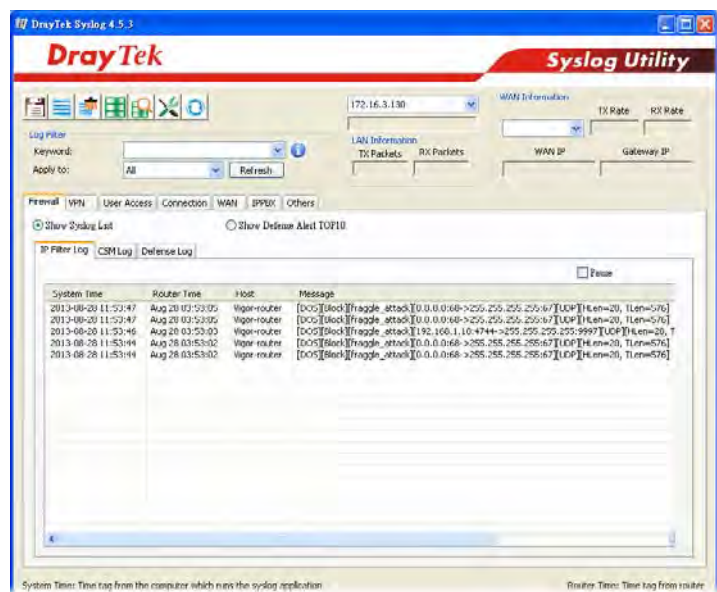 DrayTek Syslog 4.5.3
DrayTek
Syslog Utility
172.16.3.130
WAN Information
TX Rate RX Rate
Log Filter
Keyword:
LAN Information
TX Packets RX Packets
WAN IP Gateway IP
Apply to: All Refresh
Firewall VPN User Access Connection WAN IPPBX Others
Show Syslog List Show Defense Alert TOP10
IP Filter Log CSM Log Defense Log
Pause
System Time Router Time Host Message
2013-08-28 11:53:47 Aug 28 03:53:05 Vigor-router [DOS][Block][fraggle_attack][0.0.0.0:68->255.255.255.255:67][UDP][HLen=20, TLen=576]
2013-08-28 11:53:47 Aug 28 03:53:05 Vigor-router [DOS][Block][fraggle_attack][0.0.0.0:68->255.255.255.255:67][UDP][HLen=20, TLen=576]
2013-08-28 11:53:46 Aug 28 03:53:03 Vigor-router [DOS][Block][fraggle_attack][192.168.1.10:4744->255.255.255.255:9997][UDP][HLen=20, T
2013-08-28 11:53:44 Aug 28 03:53:02 Vigor-router [DOS][Block][fraggle_attack][0.0.0.0:68->255.255.255.255:67][UDP][HLen=20, TLen=576]
2013-08-28 11:53:44 Aug 28 03:53:02 Vigor-router [DOS][Block][fraggle_attack][0.0.0.0:68->255.255.255.255:67][UDP][HLen=20, TLen=576]
System Time: Time tag from the computer which runs the syslog application Router Time: Time tag from router